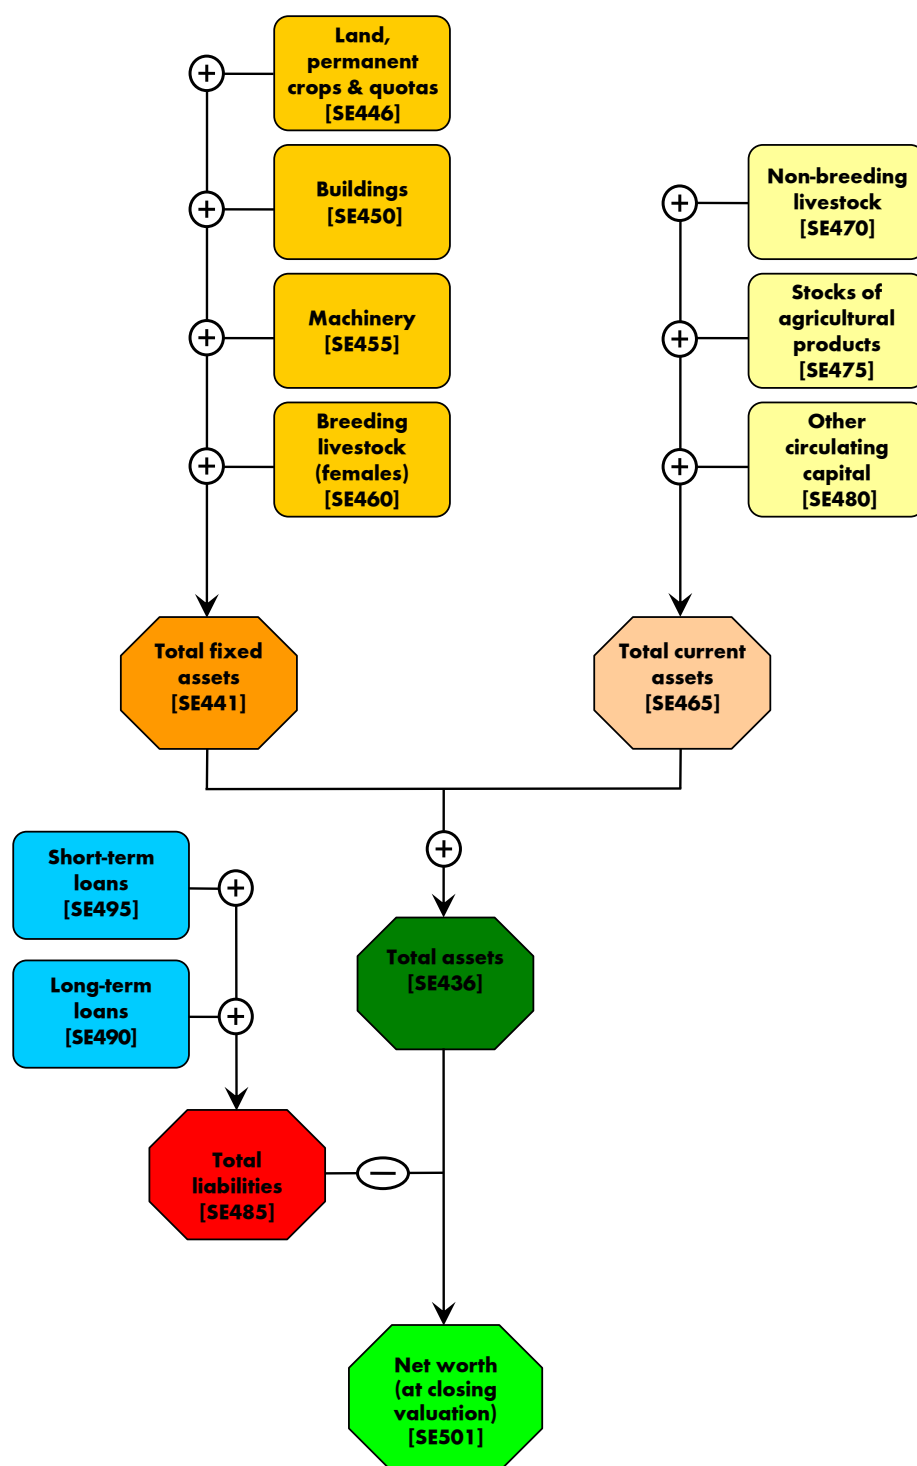 Land,
permanent
crops & quotas
[SE446]
Buildings
[SE450]
Machinery
[SE455]
Breeding
livestock
(females)
[SE460]
Non-breeding
livestock
[SE470]
Stocks of
agricultural
products
[SE475]
Other
circulating
capital
[SE480]
Total fixed
assets
[SE441]
Total current
assets
[SE465]
Short-term
loans
[SE495]
Long-term
loans
[SE490]
Total assets
[SE436]
Total
liabilities
[SE485]
Net worth
(at closing
valuation)
[SE501]